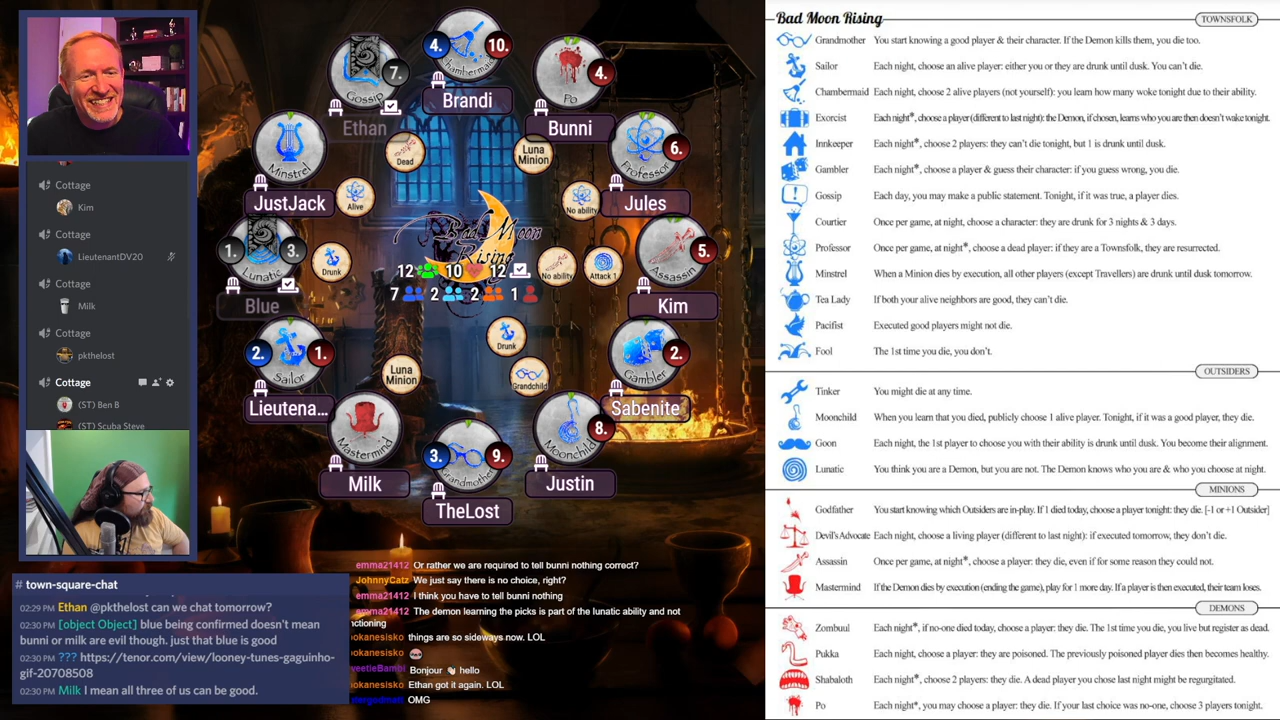 Cottage
Kim
Cottage
LieutenantDV20
Cottage
Milk
Cottage
pkthelost
Cottage
(ST) Ben B
(ST) Scuba Steve
# town-square-chat
02:29 PM Ethan @pkthelost can we chat tomorrow?
02:30 PM [object Object] blue being confirmed doesn't mean
bunni or milk are evil though. just that blue is good
02:30 PM ??? https://tenor.com/view/looney-tunes-gaguinho-
gif-20708508
02:30 PM Milk I mean all three of us can be good.
4. Chambermaid 10.
Brandi
Gossip 7.
Ethan
Po 4.
Bunni
Minstrel
JustJack
Professor 6.
Jules
1. Lunatic 3.
Blue
Assassin 5.
Kim
2. Sailor 1.
Lieutena...
Gambler 2.
Sabenite
Mastermind
Milk
3. Grandmother 9.
TheLost
Moonchild 8.
Justin
Dead
Luna
Minion
Alive
No ability
Drunk
No ability
Attack 1
Drunk
Luna
Minion
Grandchild
Bad Moon
Rising
12 10 12
7 2 2 1
emma21412 Or rather we are required to tell bunni nothing correct?
JohnnyCatz We just say there is no choice, right?
emma21412 I think you have to tell bunni nothing
emma21412 The demon learning the picks is part of the lunatic ability and not
nctioning
okanesisko things are so sideways now. LOL
okanesisko
veetieBambi Bonjour hello
okanesisko Ethan got it again. LOL
OMG
Bad Moon Rising TOWNSFOLK
Grandmother You start knowing a good player & their character. If the Demon kills them, you die too.
Sailor Each night, choose an alive player: either you or they are drunk until dusk. You can't die.
Chambermaid Each night, choose 2 alive players (not yourself): you learn how many woke tonight due to their ability.
Exorcist Each night*, choose a player (different to last night): the Demon, if chosen, learns who you are then doesn't wake tonight.
Innkeeper Each night*, choose 2 players: they can't die tonight, but 1 is drunk until dusk.
Gambler Each night*, choose a player & guess their character: if you guess wrong, you die.
Gossip Each day, you may make a public statement. Tonight, if it was true, a player dies.
Courtier Once per game, at night, choose a character: they are drunk for 3 nights & 3 days.
Professor Once per game, at night*, choose a dead player: if they are a Townsfolk, they are resurrected.
Minstrel When a Minion dies by execution, all other players (except Travellers) are drunk until dusk tomorrow.
Tea Lady If both your alive neighbors are good, they can't die.
Pacifist Executed good players might not die.
Fool The 1st time you die, you don't.
OUTSIDERS
Tinker You might die at any time.
Moonchild When you learn that you died, publicly choose 1 alive player. Tonight, if it was a good player, they die.
Goon Each night, the 1st player to choose you with their ability is drunk until dusk. You become their alignment.
Lunatic You think you are a Demon, but you are not. The Demon knows who you are & who you choose at night.
MINIONS
Godfather You start knowing which Outsiders are in-play. If 1 died today, choose a player tonight: they die. [-1 or +1 Outsider]
Devil's Advocate Each night, choose a living player (different to last night): if executed tomorrow, they don't die.
Assassin Once per game, at night*, choose a player: they die, even if for some reason they could not.
Mastermind If the Demon dies by execution (ending the game), play for 1 more day. If a player is then executed, their team loses.
DEMONS
Zombuul Each night*, if no-one died today, choose a player: they die. The 1st time you die, you live but register as dead.
Pukka Each night, choose a player: they are poisoned. The previously poisoned player dies then becomes healthy.
Shabaloth Each night*, choose 2 players: they die. A dead player you chose last night might be regurgitated.
Po Each night*, you may choose a player: they die. If your last choice was no-one, choose 3 players tonight.